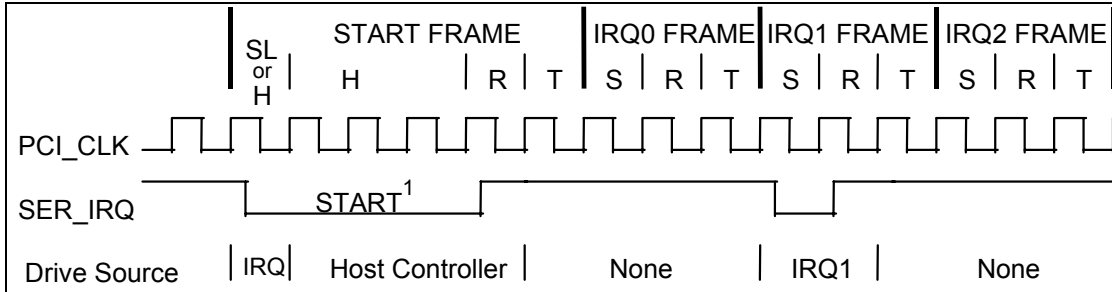 START FRAME IRQ0 FRAME IRQ1 FRAME IRQ2 FRAME
SL or H H R T S R T S R T S R T
PCI_CLK
SER_IRQ START1
Drive Source IRQ Host Controller None IRQ1 None